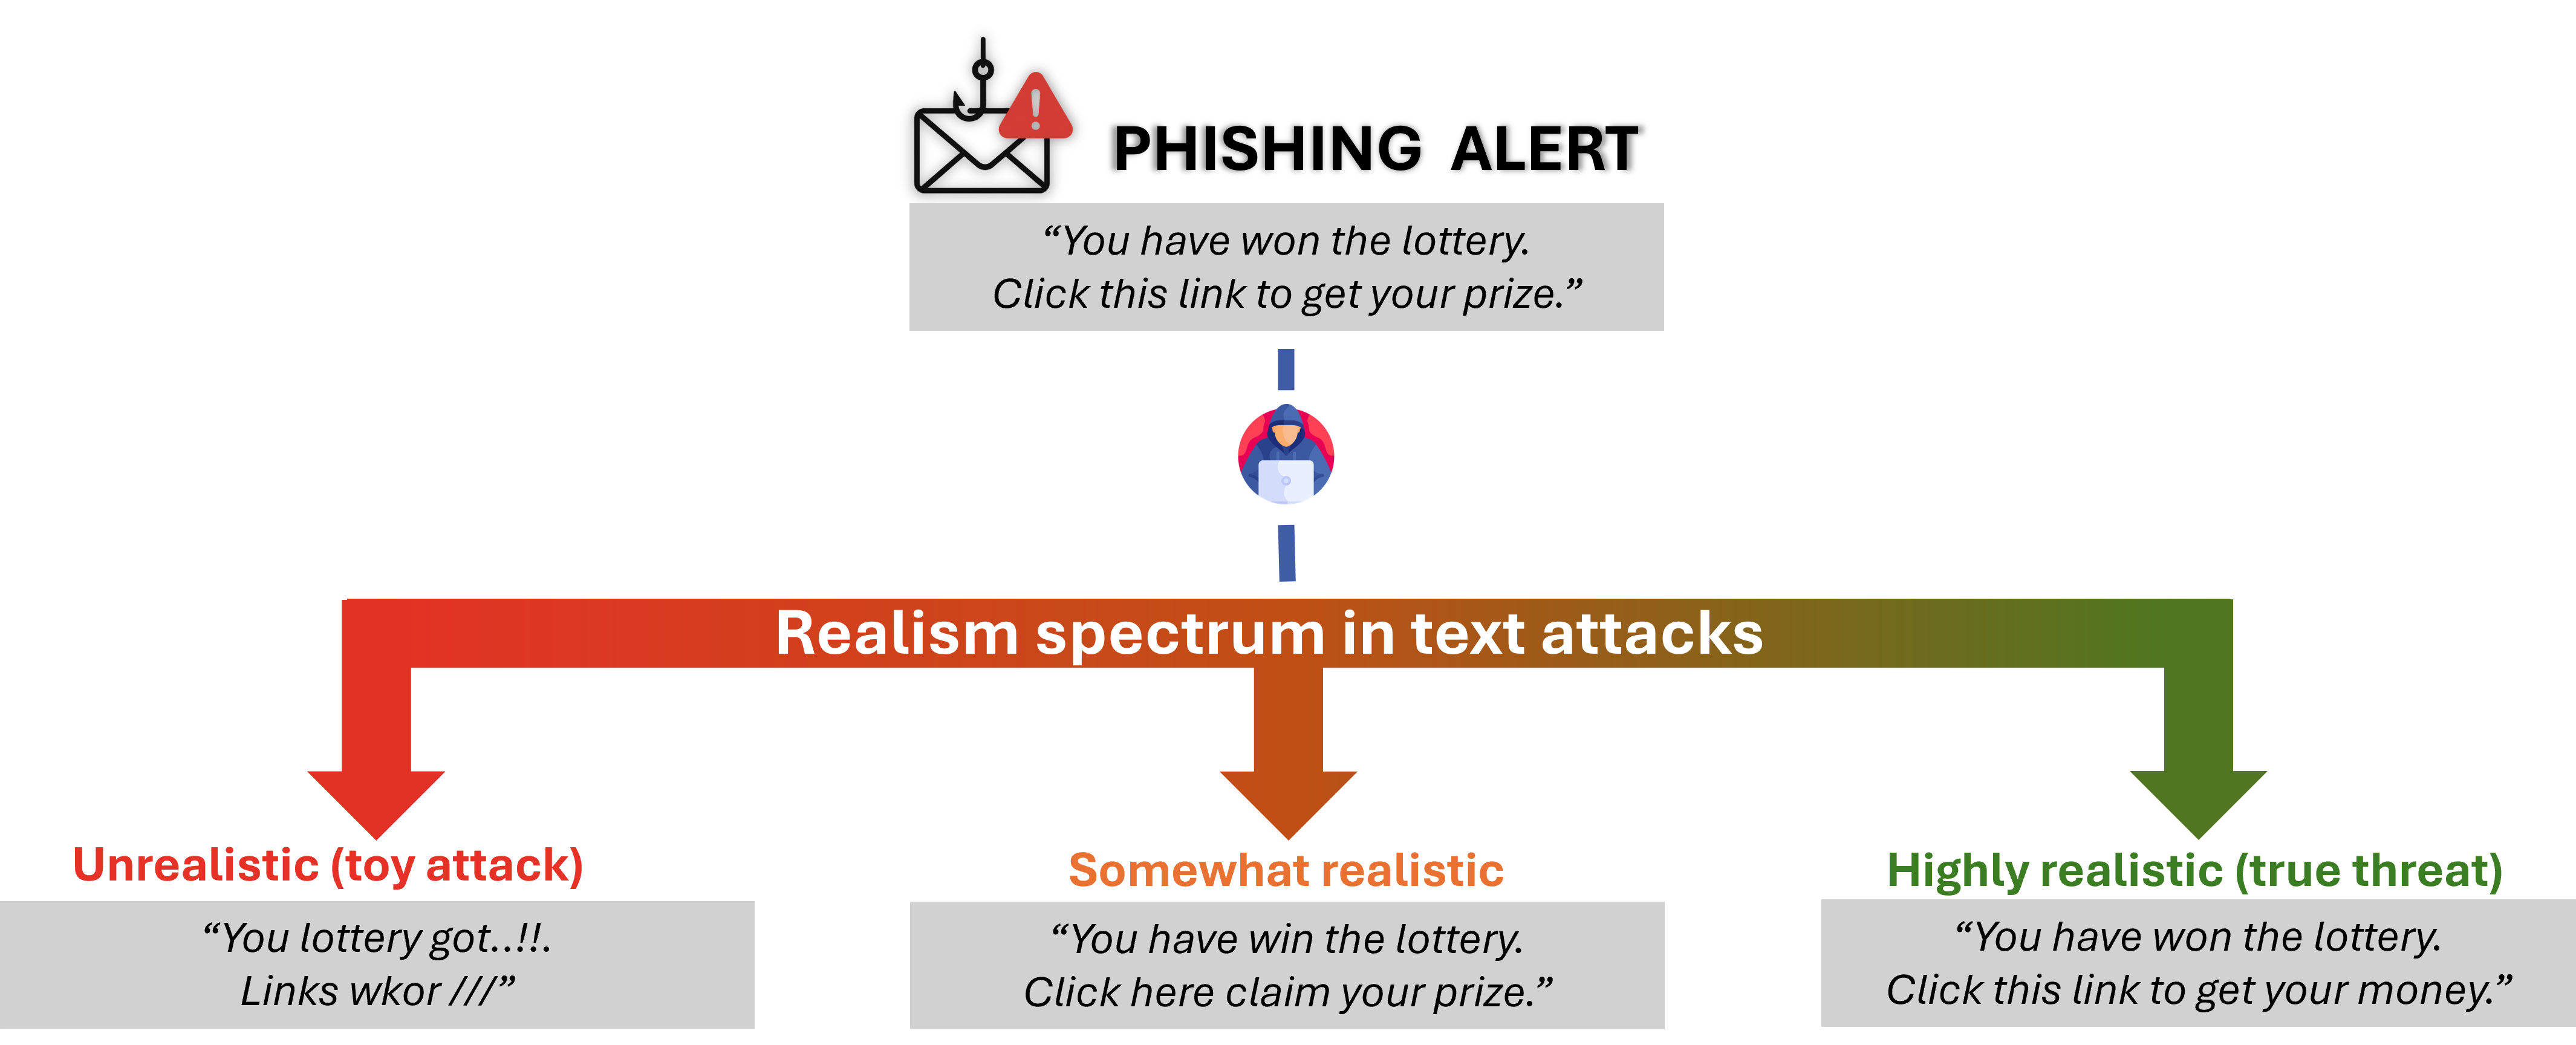 PHISHING ALERT
“You have won the lottery.
Click this link to get your prize.”
Realism spectrum in text attacks
Unrealistic (toy attack)
“You lottery got..!!.
Links wkor ///”
Somewhat realistic
“You have win the lottery.
Click here claim your prize.”
Highly realistic (true threat)
“You have won the lottery.
Click this link to get your money.”